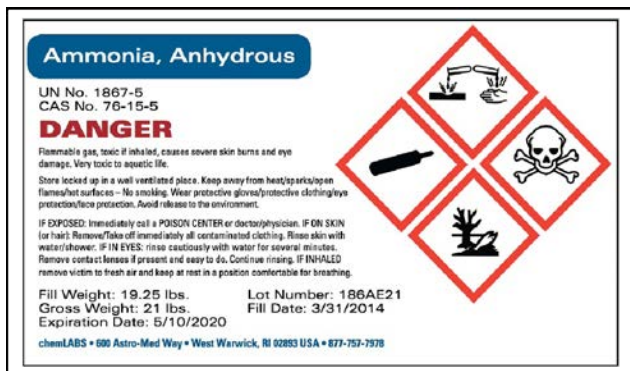 Ammonia, Anhydrous
UN No. 1867-5
CAS No. 76-15-5
DANGER
Flammable gas, toxic if inhaled, causes severe skin burns and eye
damage. Very toxic to aquatic life.
Store locked up in a well ventilated place. Keep away from heat/sparks/open
flames/hot surfaces – No smoking. Wear protective gloves/protective clothing/eye
protection/face protection. Avoid release to the environment.
IF EXPOSED: Immediately call a POISON CENTER or doctor/physician. IF ON SKIN
(or hair): Remove/Take off immediately all contaminated clothing. Rinse skin with
water/shower. IF IN EYES: rinse cautiously with water for several minutes.
Remove contact lenses if present and easy to do. Continue rinsing. IF INHALED
remove victim to fresh air and keep at rest in a position comfortable for breathing.
Fill Weight: 19.25 lbs. Lot Number: 186AE21
Gross Weight: 21 lbs. Fill Date: 3/31/2014
Expiration Date: 5/10/2020
chemLABS • 600 Astro-Med Way • West Warwick, RI 02893 USA • 877-757-7978